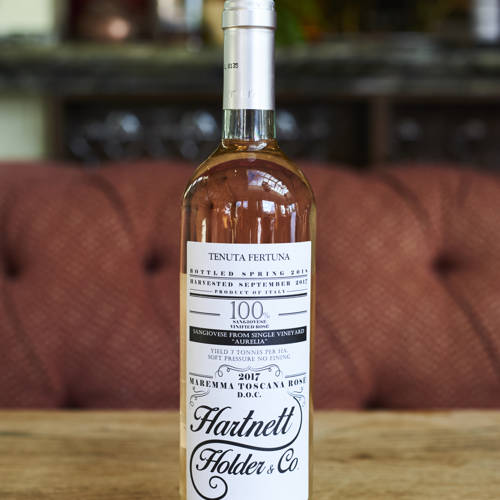 TENUTA FERTUNA
BOTTLED SPRING 2018
HARVESTED SEPTEMBER 2017
PRODUCT OF ITALY
100%
SANGIOVESE
VINIFIED ROSÉ
SANGIOVESE FROM SINGLE VINEYARD
"AURELIA"
YIELD 7 TONNES PER HA.
SOFT PRESSURE NO FINING
2017
MAREMMA TOSCANA ROSÉ
D.O.C.
Hartnett
Holder & Co.